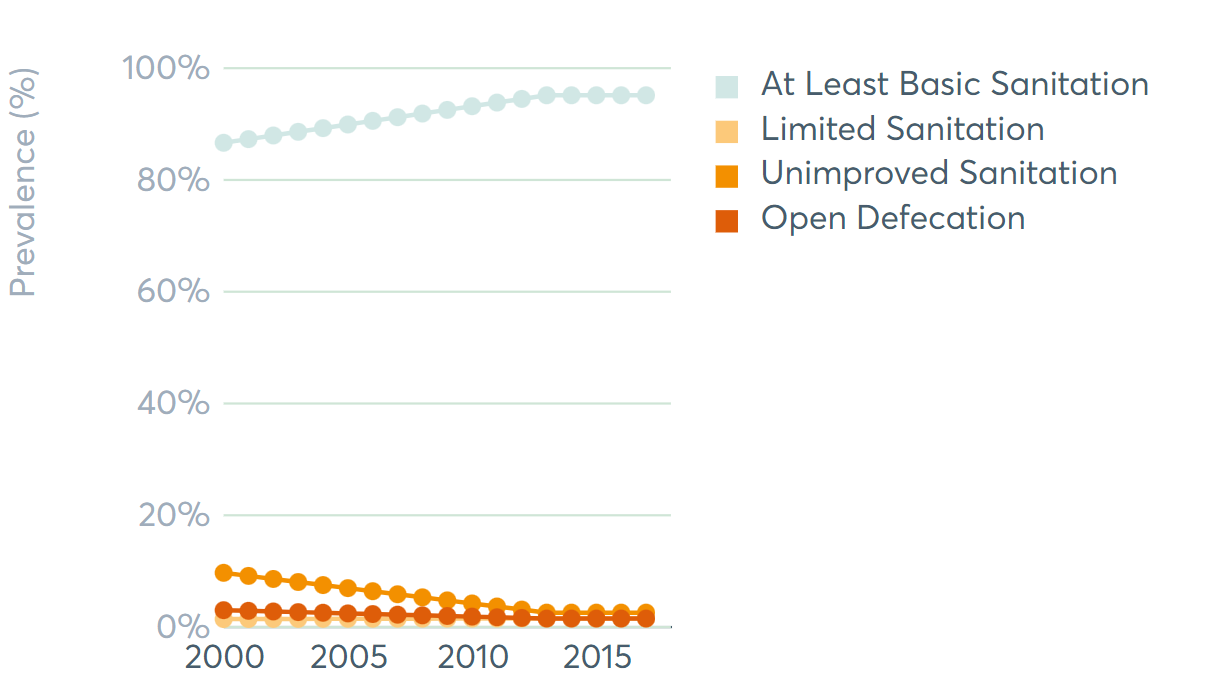 Prevalence (%)
100%
80%
60%
40%
20%
0%
2000 2005 2010 2015
At Least Basic Sanitation
Limited Sanitation
Unimproved Sanitation
Open Defecation